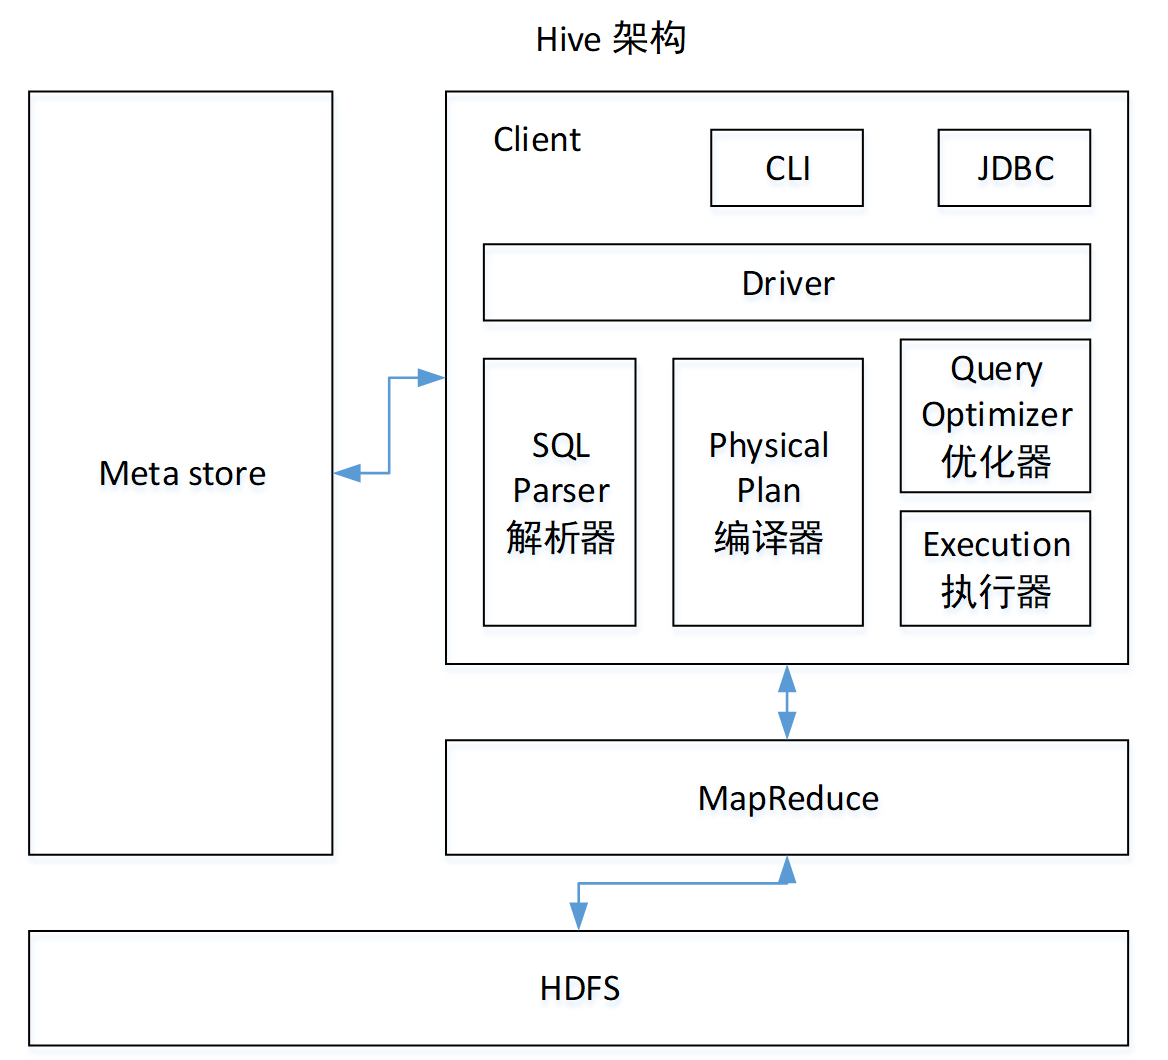 Hive 架构
Meta store
Client
CLI
JDBC
Driver
SQL
Parser
解析器
Physical
Plan
编译器
Query
Optimizer
优化器
Execution
执行器
MapReduce
HDFS